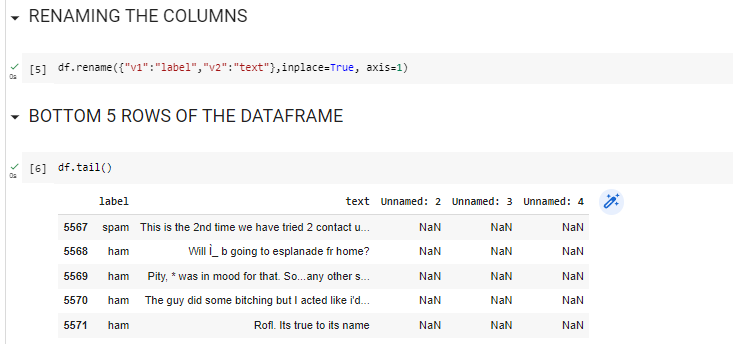 RENAMING THE COLUMNS
0s [5] df.rename({"v1":"label","v2":"text"},inplace=True, axis=1)
BOTTOM 5 ROWS OF THE DATAFRAME
0s [6] df.tail()
label text Unnamed: 2 Unnamed: 3 Unnamed: 4
5567 spam This is the 2nd time we have tried 2 contact u... NaN NaN NaN
5568 ham Will Ì_ b going to esplanade fr home? NaN NaN NaN
5569 ham Pity, * was in mood for that. So...any other s... NaN NaN NaN
5570 ham The guy did some bitching but I acted like i'd... NaN NaN NaN
5571 ham Rofl. Its true to its name NaN NaN NaN